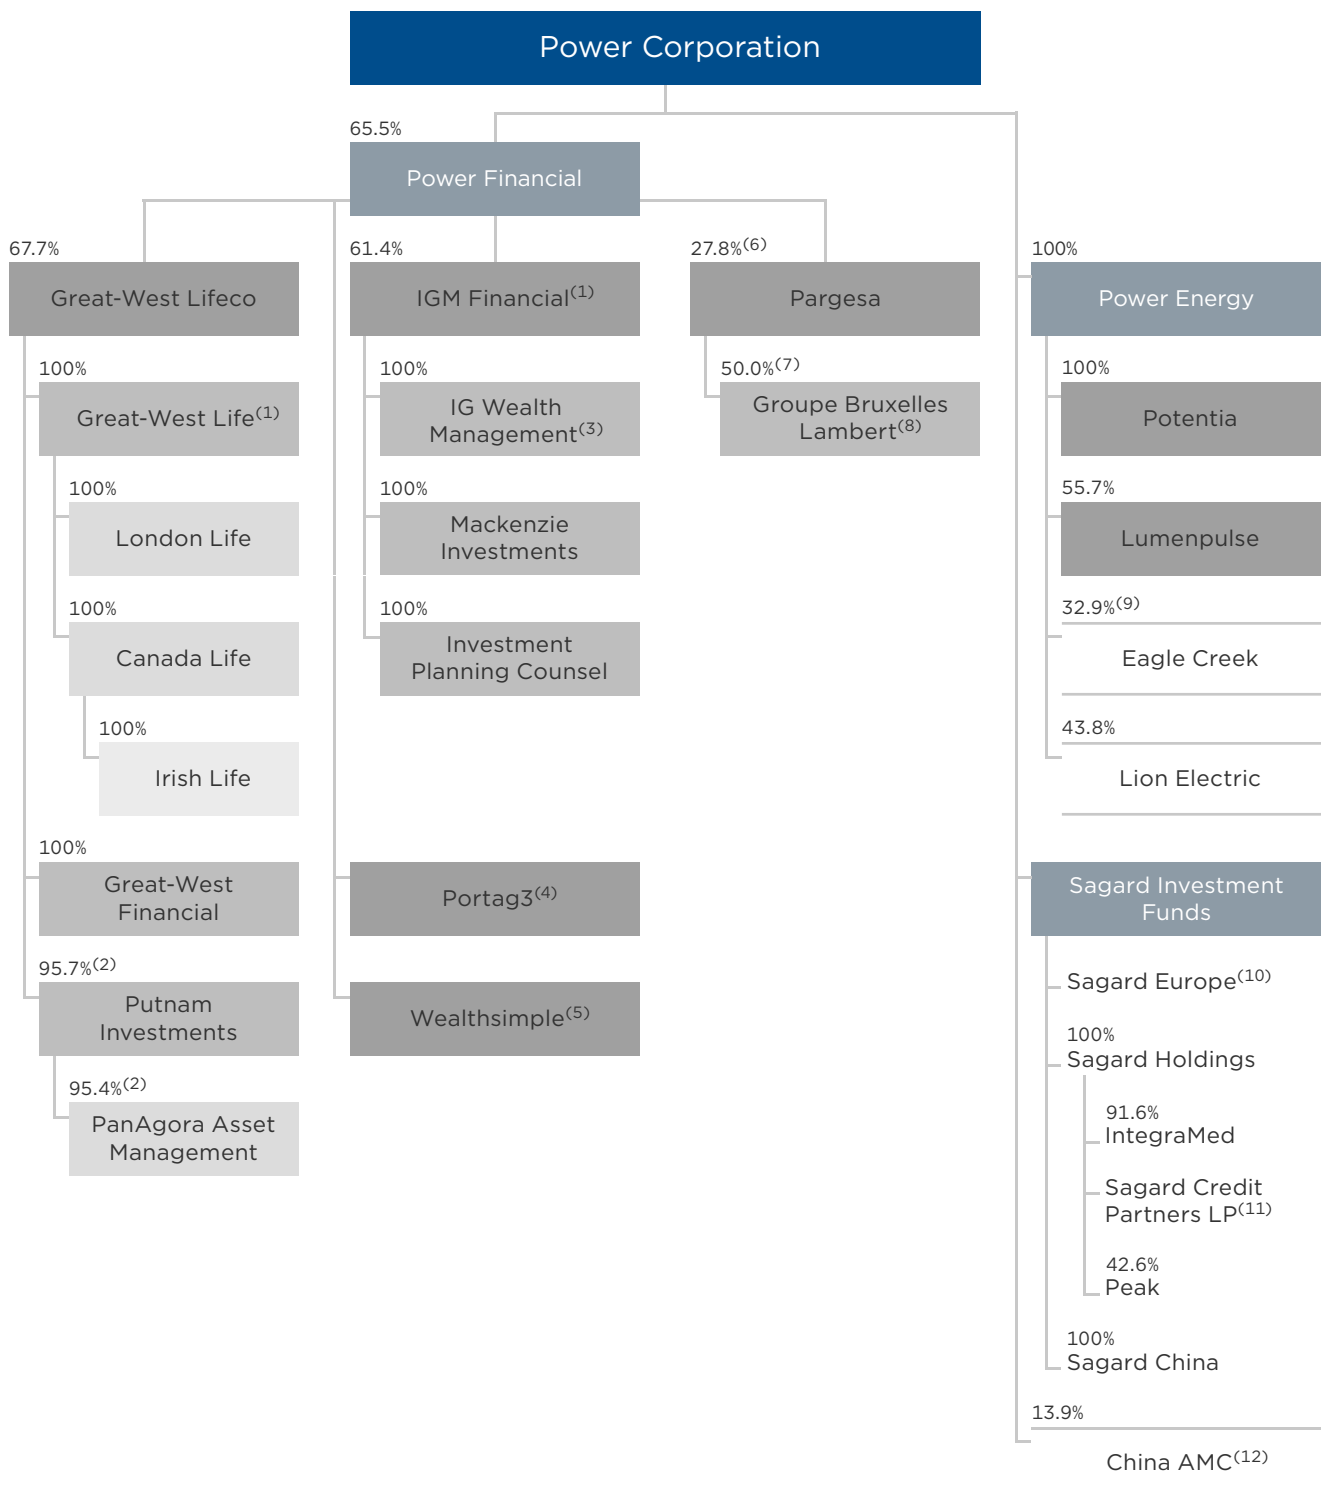 Power Corporation
65.5%
Power Financial
67.7%
Great-West Lifeco
100%
Great-West Life(1)
100%
London Life
100%
Canada Life
100%
Irish Life
100%
Great-West
Financial
95.7%(2)
Putnam
Investments
95.4%(2)
PanAgora Asset
Management
61.4%
IGM Financial(1)
100%
IG Wealth
Management(3)
100%
Mackenzie
Investments
100%
Investment
Planning Counsel
Portag3(4)
Wealthsimple(5)
27.8%(6)
Pargesa
50.0%(7)
Groupe Bruxelles
Lambert(8)
100%
Power Energy
100%
Potentia
55.7%
Lumenpulse
32.9%(9)
Eagle Creek
43.8%
Lion Electric
Sagard Investment
Funds
Sagard Europe(10)
100%
Sagard Holdings
91.6%
IntegraMed
Sagard Credit
Partners LP(11)
42.6%
Peak
100%
Sagard China
13.9%
China AMC(12)